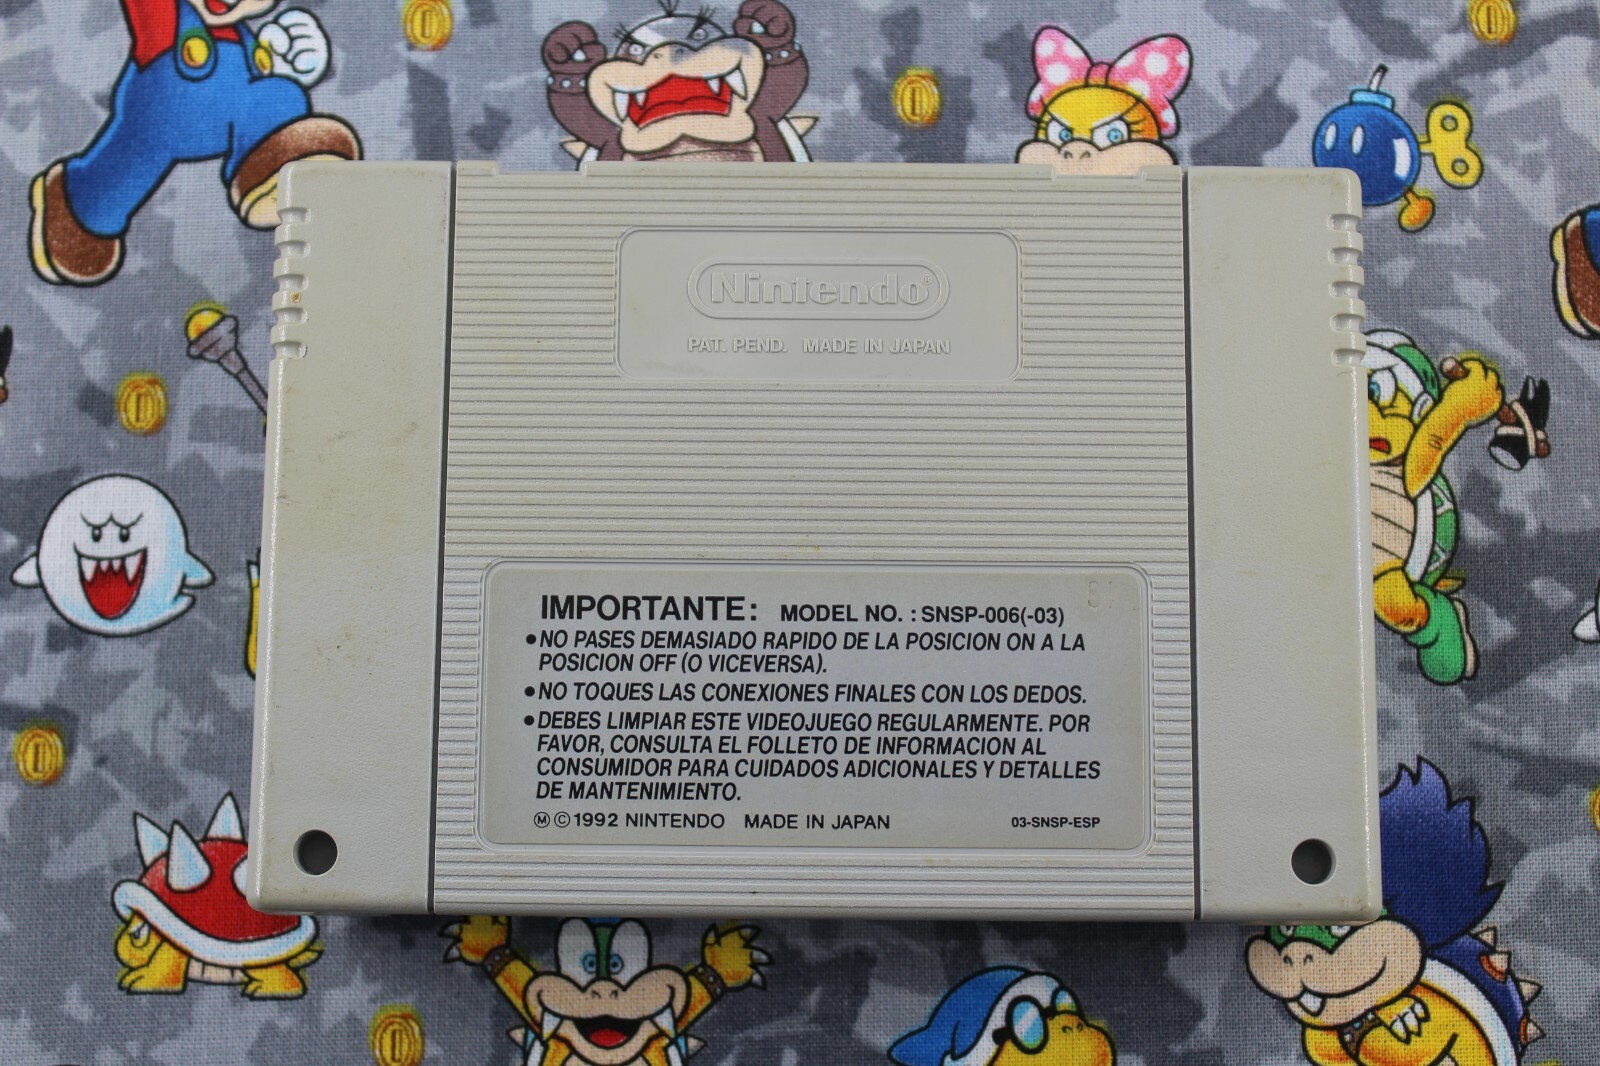 Nintendo®
PAT. PEND. MADE IN JAPAN
IMPORTANTE: MODEL NO. : SNSP-006(-03)
●NO PASES DEMASIADO RAPIDO DE LA POSICION ON A LA
POSICION OFF (O VICEVERSA).
●NO TOQUES LAS CONEXIONES FINALES CON LOS DEDOS.
●DEBES LIMPIAR ESTE VIDEOJUEGO REGULARMENTE. POR
FAVOR, CONSULTA EL FOLLETO DE INFORMACION AL
CONSUMIDOR PARA CUIDADOS ADICIONALES Y DETALLES
DE MANTENIMIENTO.
Ⓜ©1992 NINTENDO MADE IN JAPAN 03-SNSP-ESP